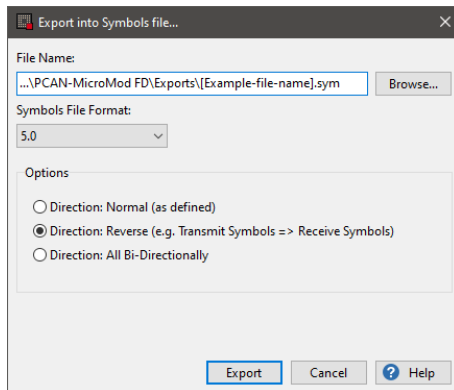 Export into Symbols file...
File Name:
...\PCAN-MicroMod FD\Exports\[Example-file-name].sym
Browse...
Symbols File Format:
5.0
Options
Direction: Normal (as defined)
Direction: Reverse (e.g. Transmit Symbols => Receive Symbols)
Direction: All Bi-Directionally
Export Cancel ? Help